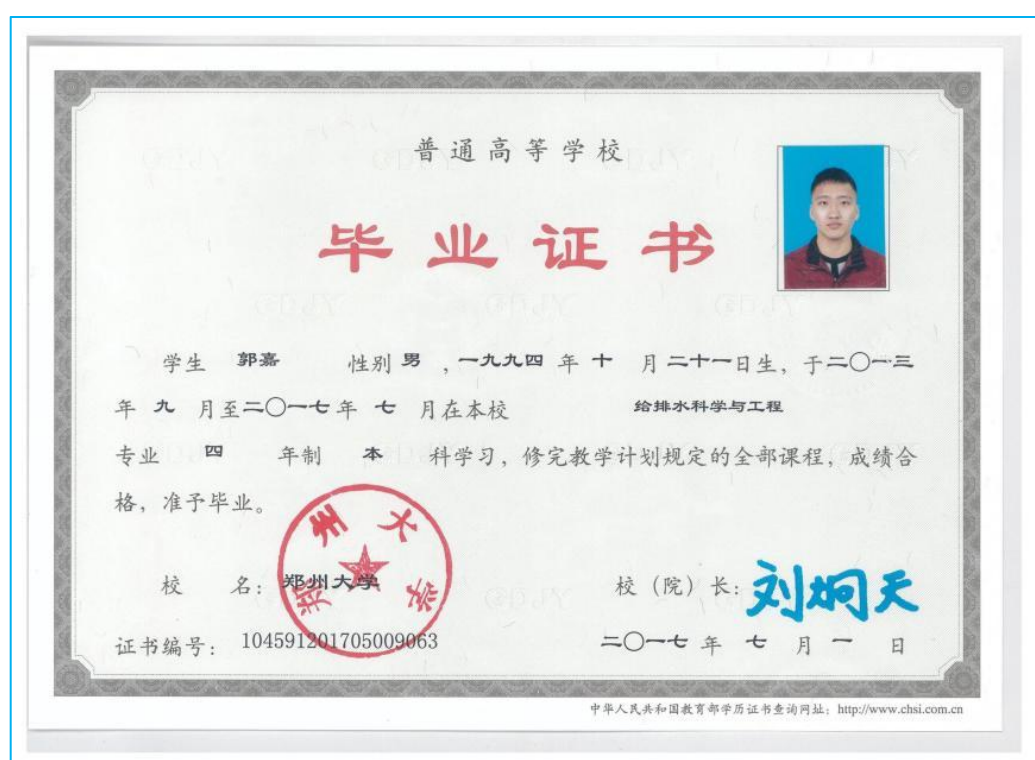 普通高等学校
毕业证书
学生 郭嘉 性别 男 ,一九九四 年 十 月 二十一日生, 于二〇一三
年 九 月至二〇一七年 七 月在本校 给排水科学与工程
专业 四 年制 本 科学习, 修完教学计划规定的全部课程, 成绩合
格, 准予毕业。
郑州大学
校 名: 郑州大学 校(院)长: 刘炯天
证书编号: 104591201705009063 二〇一七 年 七 月 一 日
中华人民共和国教育部学历证书查询网址: http://www.chsi.com.cn